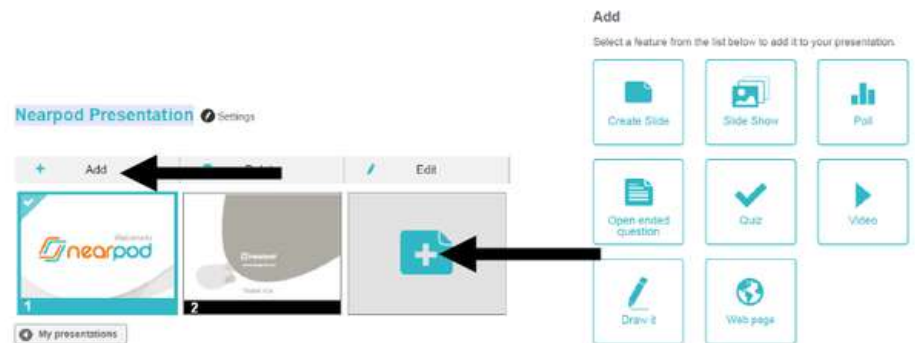 Add
Select a feature from the list below to add it to your presentation.
Create Slide
Slide Show
Poll
Nearpod Presentation
Settings
Add
Edit
Open ended
question
Quiz
Video
nearpod
1
2
Draw it
Web page
My presentations